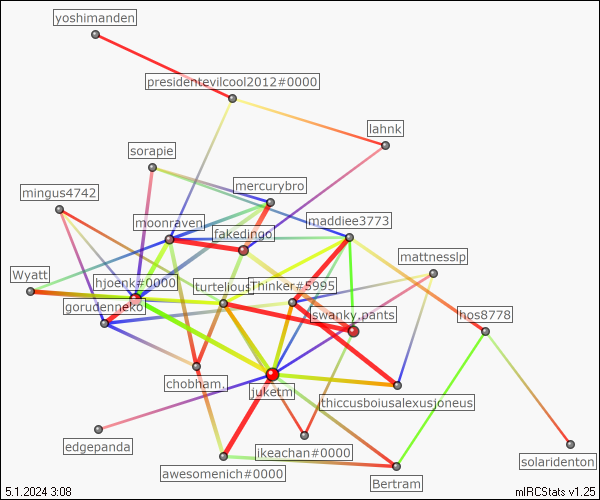 yoshimanden
presidentevilcool2012#0000
lahnk
sorapie
mercurybro
mingus4742
moonraven
maddiee3773
fakedingo
mattnesslp
Wyatt
hjoenk#0000
turtelious
Thinker#5995
gorudenneko
swanky.pants
hos8778
chobham.
juketm
thiccusboiusalexusjoneus
edgepanda
ikeachan#0000
solaridenton
awesomenich#0000
Bertram
5.1.2024 3:08
mIRCStats v1.25